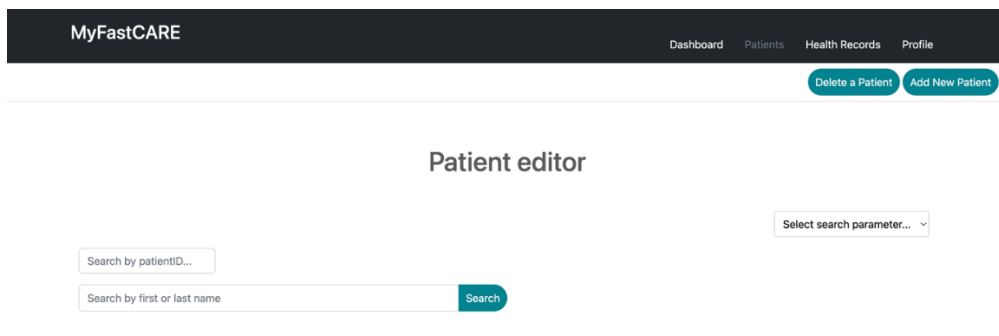 MyFastCARE
Dashboard Patients Health Records Profile
Delete a Patient Add New Patient
Patient editor
Select search parameter...
Search by patientID...
Search by first or last name Search